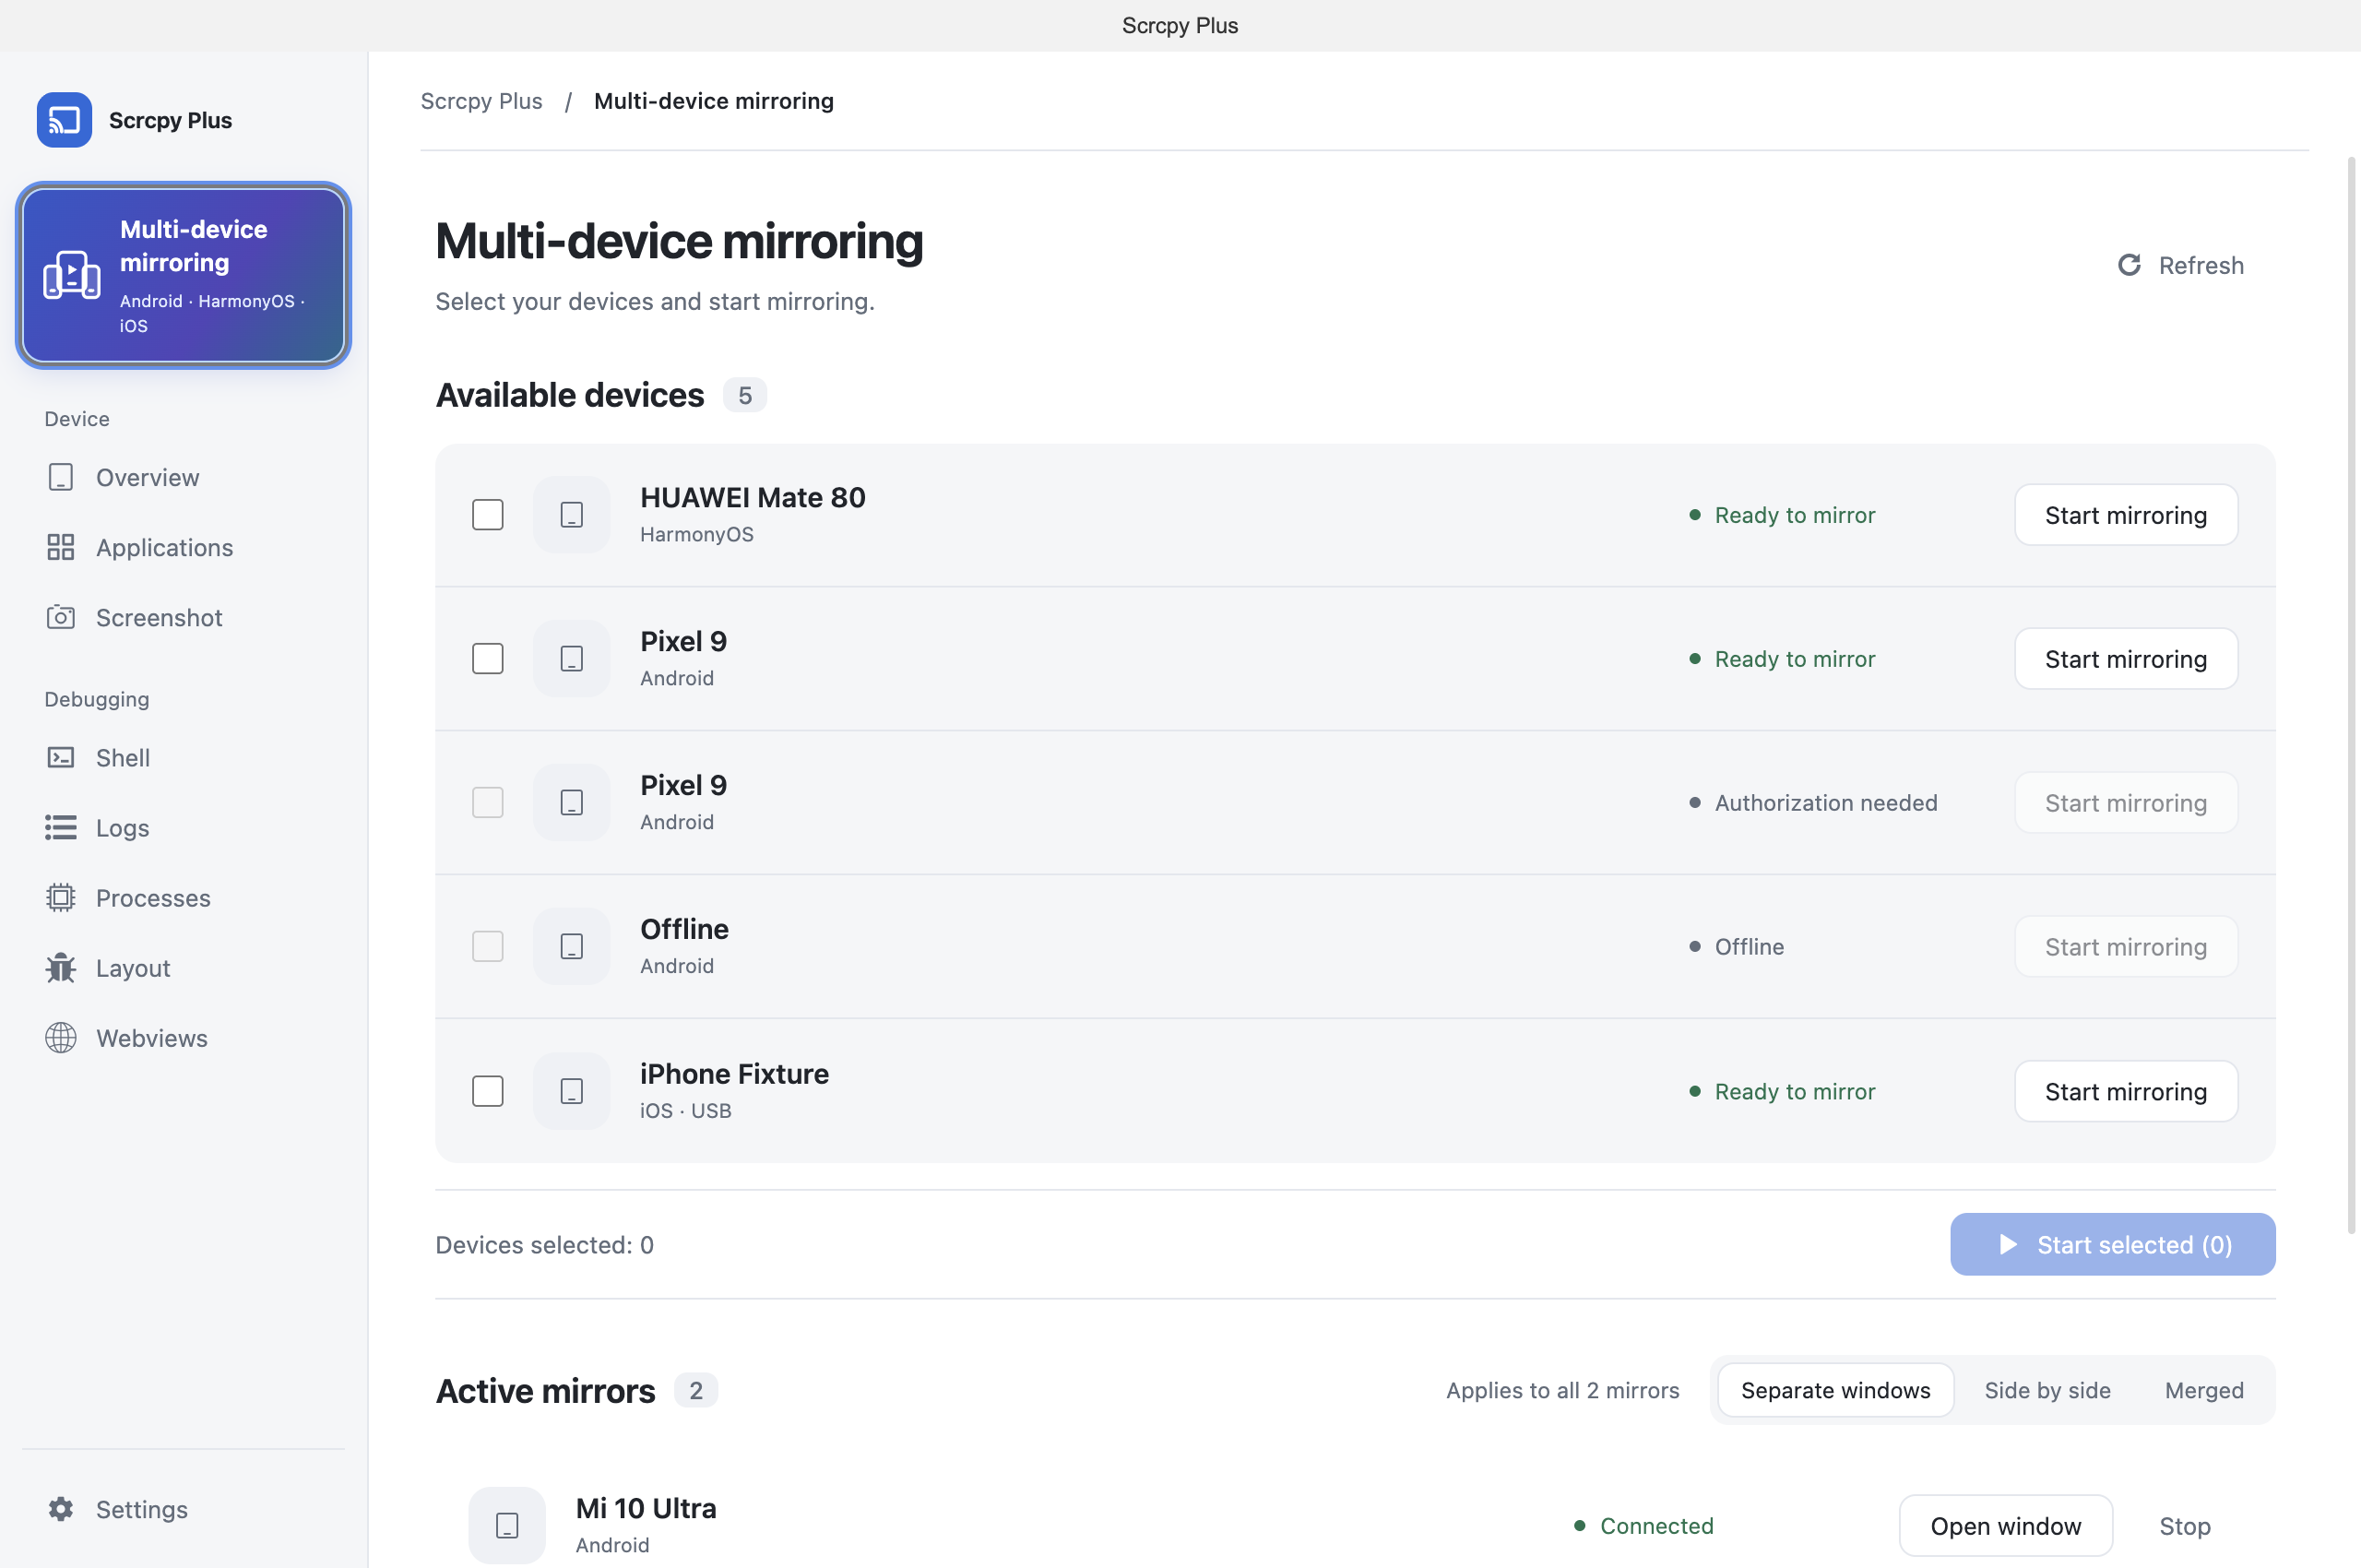 Scrcpy Plus
Scrcpy Plus
Multi-device
mirroring
Android · HarmonyOS ·
iOS
Device
Overview
Applications
Screenshot
Debugging
Shell
Logs
Processes
Layout
Webviews
Settings
Scrcpy Plus / Multi-device mirroring
Multi-device mirroring
Select your devices and start mirroring.
Refresh
Available devices 5
HUAWEI Mate 80
HarmonyOS
Ready to mirror
Start mirroring
Pixel 9
Android
Ready to mirror
Start mirroring
Pixel 9
Android
Authorization needed
Start mirroring
Offline
Android
Offline
Start mirroring
iPhone Fixture
iOS · USB
Ready to mirror
Start mirroring
Devices selected: 0
Start selected (0)
Active mirrors 2
Applies to all 2 mirrors
Separate windows
Side by side
Merged
Mi 10 Ultra
Android
Connected
Open window
Stop